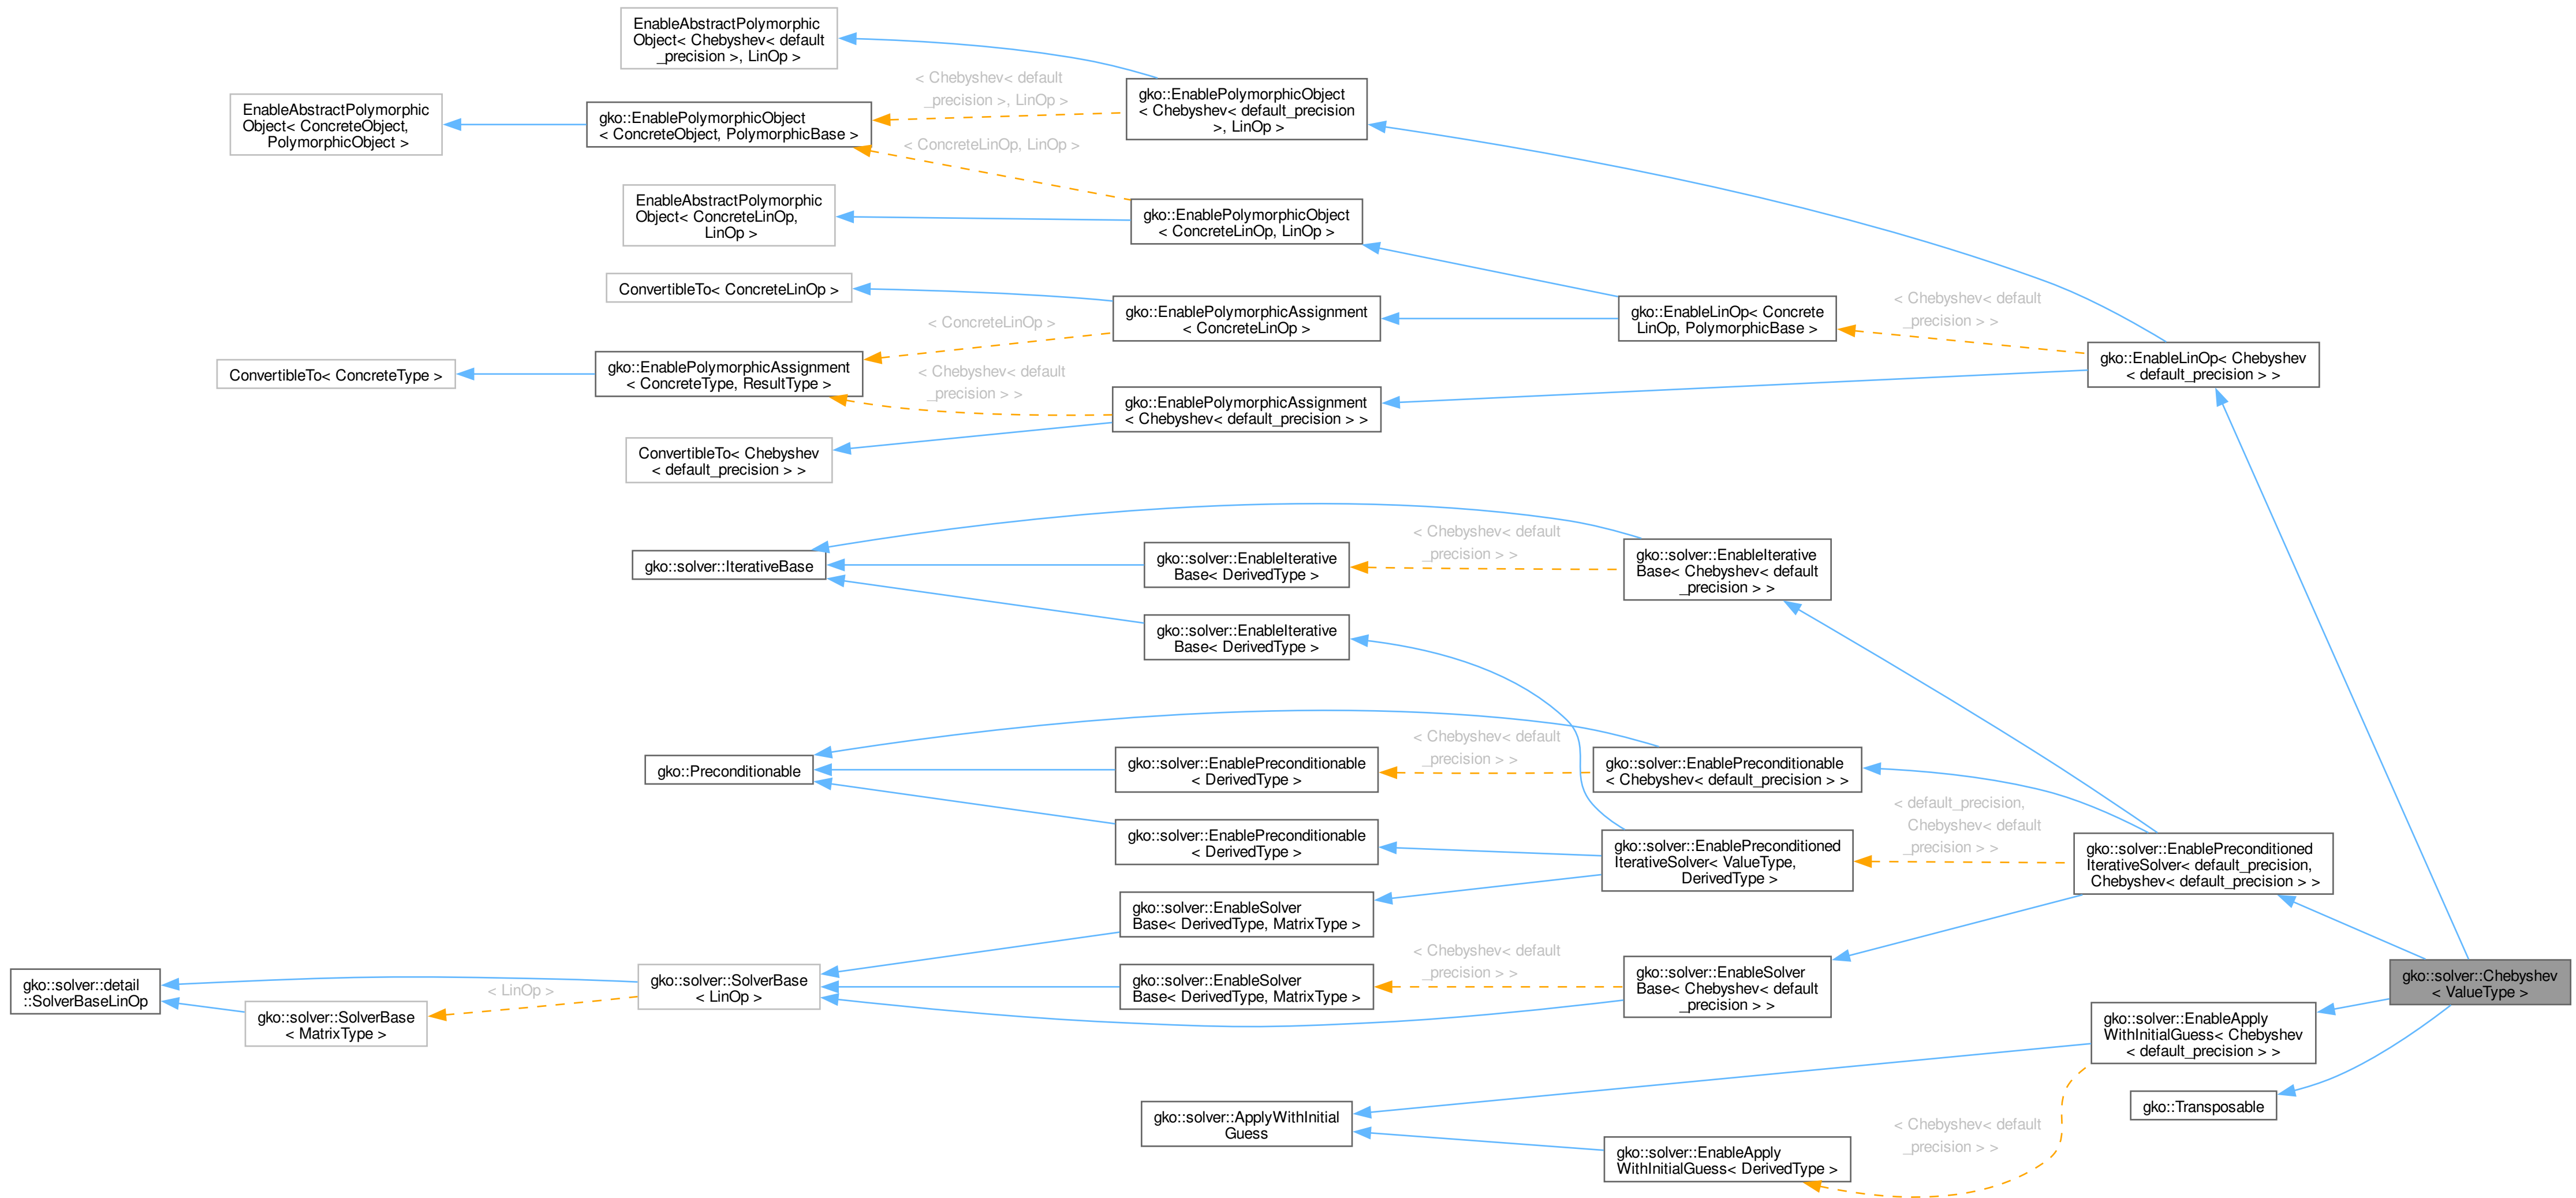 EnableAbstractPolymorphic
Object< Chebyshev< default
_precision >, LinOp >
EnableAbstractPolymorphic
Object< ConcreteObject,
PolymorphicObject >
gko::EnablePolymorphicObject
< ConcreteObject, PolymorphicBase >
< Chebyshev< default
_precision >, LinOp >
gko::EnablePolymorphicObject
< Chebyshev< default_precision
>, LinOp >
< ConcreteLinOp, LinOp >
EnableAbstractPolymorphic
Object< ConcreteLinOp,
LinOp >
gko::EnablePolymorphicObject
< ConcreteLinOp, LinOp >
ConvertibleTo< ConcreteLinOp >
gko::EnablePolymorphicAssignment
< ConcreteLinOp >
gko::EnableLinOp< Concrete
LinOp, PolymorphicBase >
< Chebyshev< default
_precision > >
< ConcreteLinOp >
gko::EnableLinOp< Chebyshev
< default_precision > >
ConvertibleTo< ConcreteType >
gko::EnablePolymorphicAssignment
< ConcreteType, ResultType >
< Chebyshev< default
_precision > >
gko::EnablePolymorphicAssignment
< Chebyshev< default_precision > >
ConvertibleTo< Chebyshev
< default_precision > >
gko::solver::IterativeBase
gko::solver::EnableIterative
Base< DerivedType >
< Chebyshev< default
_precision > >
gko::solver::EnableIterative
Base< Chebyshev< default
_precision > >
gko::solver::EnableIterative
Base< DerivedType >
gko::Preconditionable
gko::solver::EnablePreconditionable
< DerivedType >
< Chebyshev< default
_precision > >
gko::solver::EnablePreconditionable
< Chebyshev< default_precision > >
gko::solver::EnablePreconditionable
< DerivedType >
gko::solver::EnablePreconditioned
IterativeSolver< ValueType,
DerivedType >
< default_precision,
Chebyshev< default
_precision > >
gko::solver::EnablePreconditioned
IterativeSolver< default_precision,
Chebyshev< default_precision > >
gko::solver::EnableSolver
Base< DerivedType, MatrixType >
gko::solver::detail
::SolverBaseLinOp
gko::solver::SolverBase
< MatrixType >
< LinOp >
gko::solver::SolverBase
< LinOp >
gko::solver::EnableSolver
Base< DerivedType, MatrixType >
< Chebyshev< default
_precision > >
gko::solver::EnableSolver
Base< Chebyshev< default
_precision > >
gko::solver::Chebyshev
< ValueType >
gko::solver::EnableApply
WithInitialGuess< Chebyshev
< default_precision > >
gko::Transposable
gko::solver::ApplyWithInitial
Guess
< Chebyshev< default
_precision > >
gko::solver::EnableApply
WithInitialGuess< DerivedType >